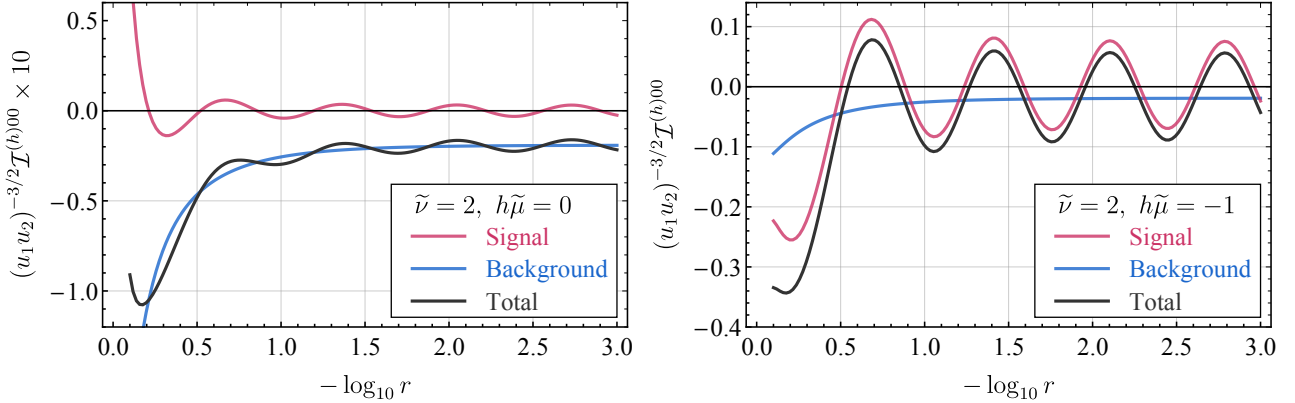 (u₁u₂)^{-3/2} 𝓘^{(h)00} × 10
0.5
0.0
−0.5
−1.0
ν̃ = 2, hμ̃ = 0
Signal
Background
Total
0.0 0.5 1.0 1.5 2.0 2.5 3.0
− log₁₀ r
(u₁u₂)^{-3/2} 𝓘^{(h)00}
0.1
0.0
−0.1
−0.2
−0.3
−0.4
ν̃ = 2, hμ̃ = −1
Signal
Background
Total
0.0 0.5 1.0 1.5 2.0 2.5 3.0
− log₁₀ r